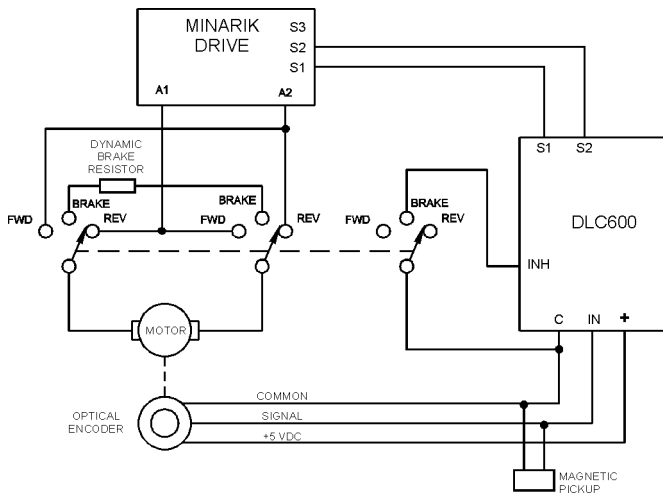 MINARIK
DRIVE
S3
S2
S1
A1
A2
DYNAMIC
BRAKE
RESISTOR
S1
S2
BRAKE
BRAKE
BRAKE
FWD
REV
FWD
REV
FWD
REV
DLC600
INH
C
IN
+
MOTOR
COMMON
OPTICAL
ENCODER
SIGNAL
+5 VDC
MAGNETIC
PICKUP